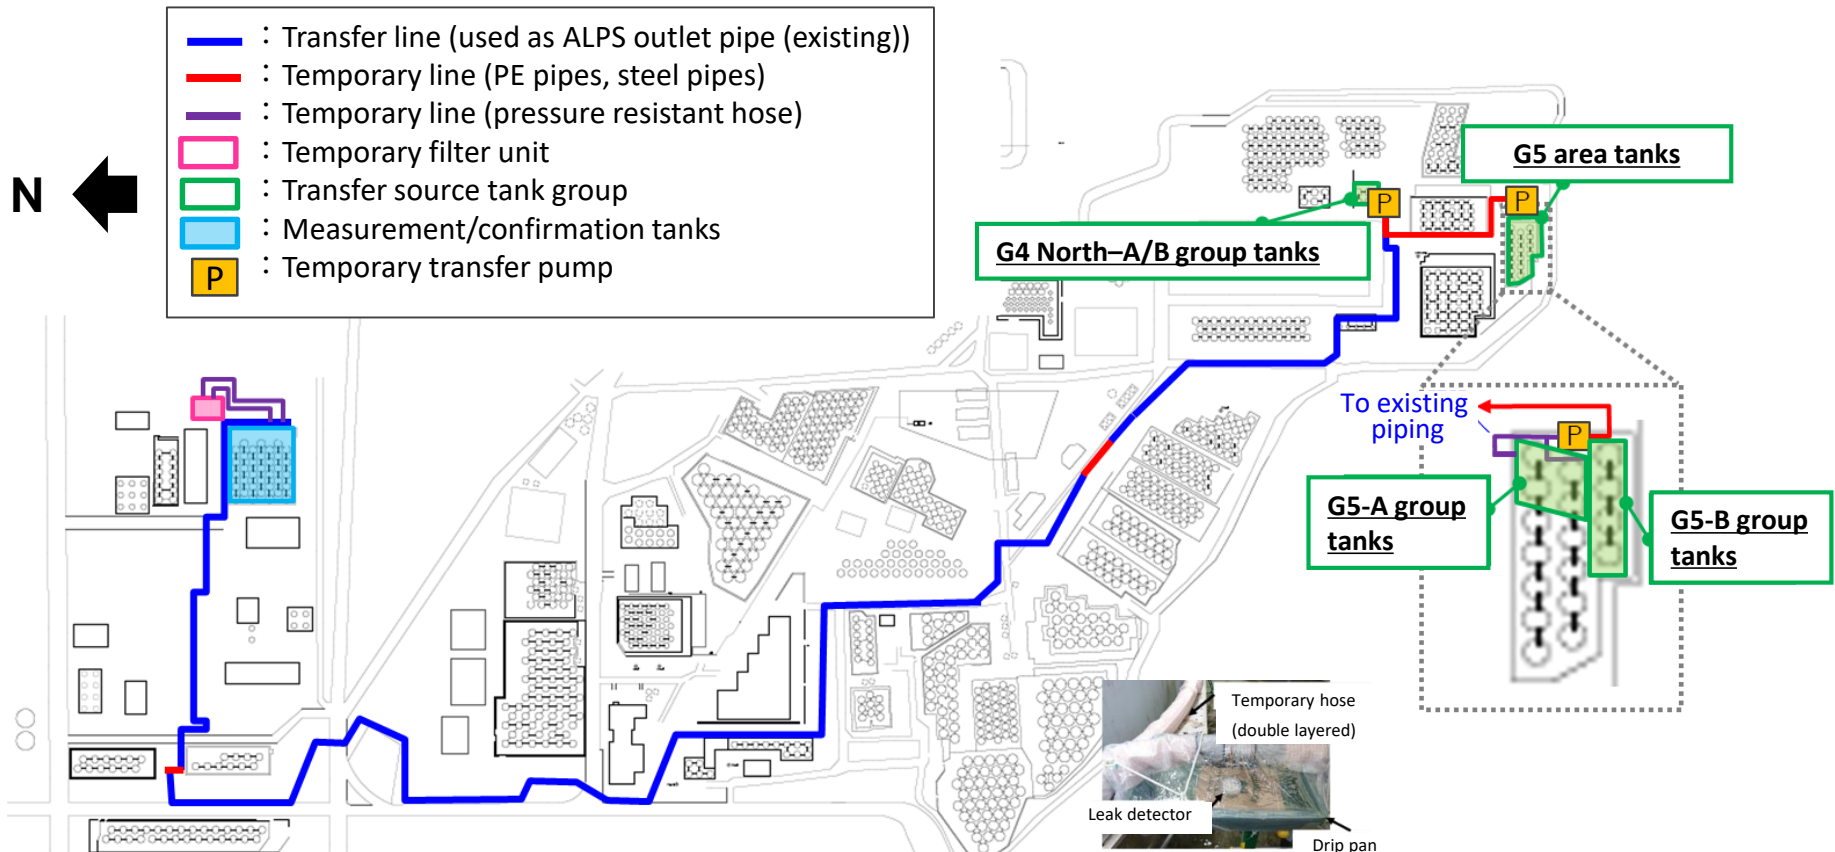 : Transfer line (used as ALPS outlet pipe (existing))
: Temporary line (PE pipes, steel pipes)
: Temporary line (pressure resistant hose)
: Temporary filter unit
: Transfer source tank group
: Measurement/confirmation tanks
P : Temporary transfer pump
N
G5 area tanks
P
P
G4 North–A/B group tanks
To existing
piping
P
G5-A group
tanks
G5-B group
tanks
Temporary hose
(double layered)
Leak detector
Drip pan